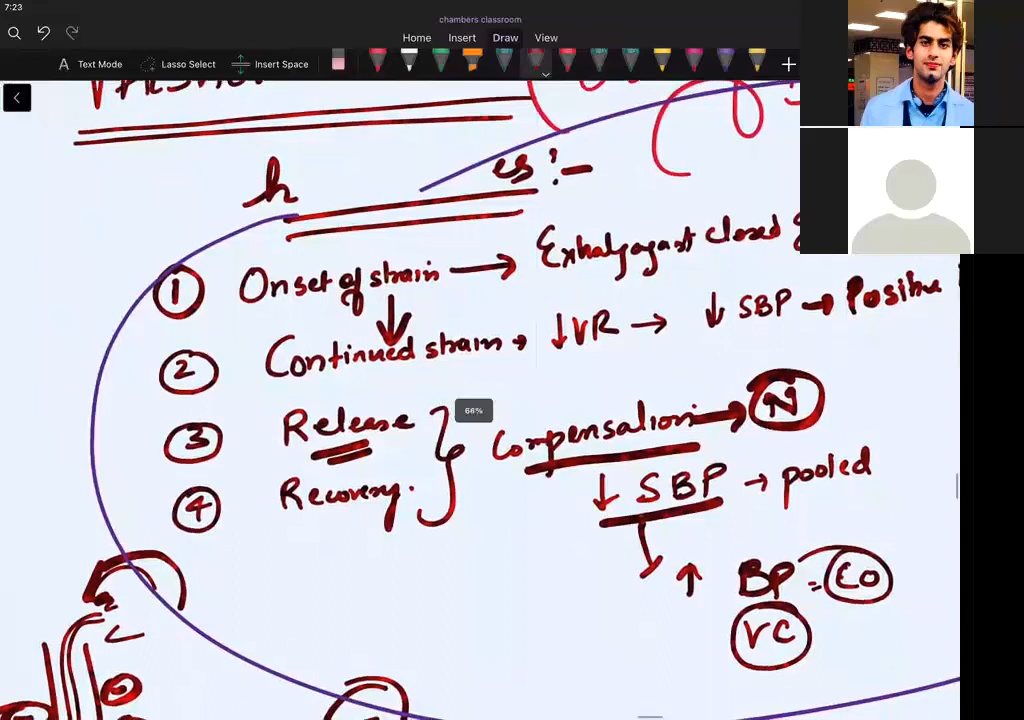 7:23
chambers classroom
Home Insert Draw View
Text Mode Lasso Select Insert Space
es :-
1 Onset of strain → Exhal against closed
2 Continued strain → ↓VR → ↓ SBP → Positive
66%
3 Release
Compensation → N
4 Recovery.
↓ SBP → pooled
↑ BP = CO
VC